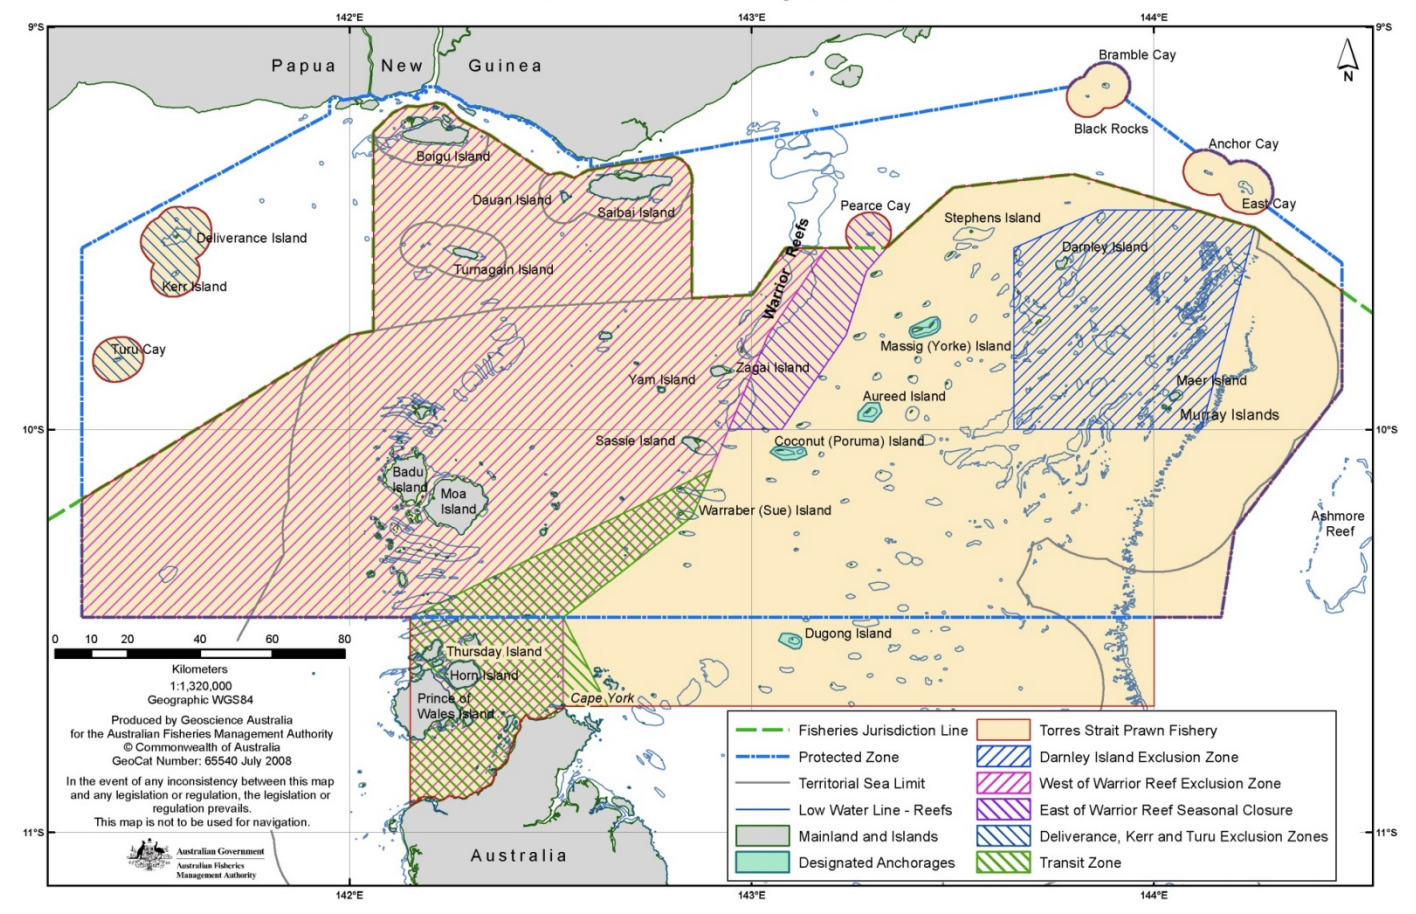 142°E 143°E 144°E
9°S 9°S
Papua New Guinea
N
Bramble Cay
Black Rocks
Anchor Cay
East Cay
Boigu Island
Dauan Island
Saibai Island
Pearce Cay
Stephens Island
Deliverance Island
Kerr Island
Turnagain Island
Warrior Reefs
Darnley Island
Turu Cay
Massig (Yorke) Island
Zagai Island
Yam Island
Maer Island
Aureed Island
Murray Islands
10°S 10°S
Sassie Island
Coconut (Poruma) Island
Badu
Island
Moa
Island
Warraber (Sue) Island
Ashmore
Reef
Dugong Island
Thursday Island
Horn Island
Prince of
Wales Island
Cape York
0 10 20 40 60 80
Kilometers
1:1,320,000
Geographic WGS84
Produced by Geoscience Australia
for the Australian Fisheries Management Authority
© Commonwealth of Australia
GeoCat Number: 65540 July 2008
In the event of any inconsistency between this map
and any legislation or regulation, the legislation or
regulation prevails.
This map is not to be used for navigation.
Australian Government
Australian Fisheries
Management Authority
Australia
Fisheries Jurisdiction Line
Protected Zone
Territorial Sea Limit
Low Water Line - Reefs
Mainland and Islands
Designated Anchorages
Torres Strait Prawn Fishery
Darnley Island Exclusion Zone
West of Warrior Reef Exclusion Zone
East of Warrior Reef Seasonal Closure
Deliverance, Kerr and Turu Exclusion Zones
Transit Zone
11°S 11°S
142°E 143°E 144°E